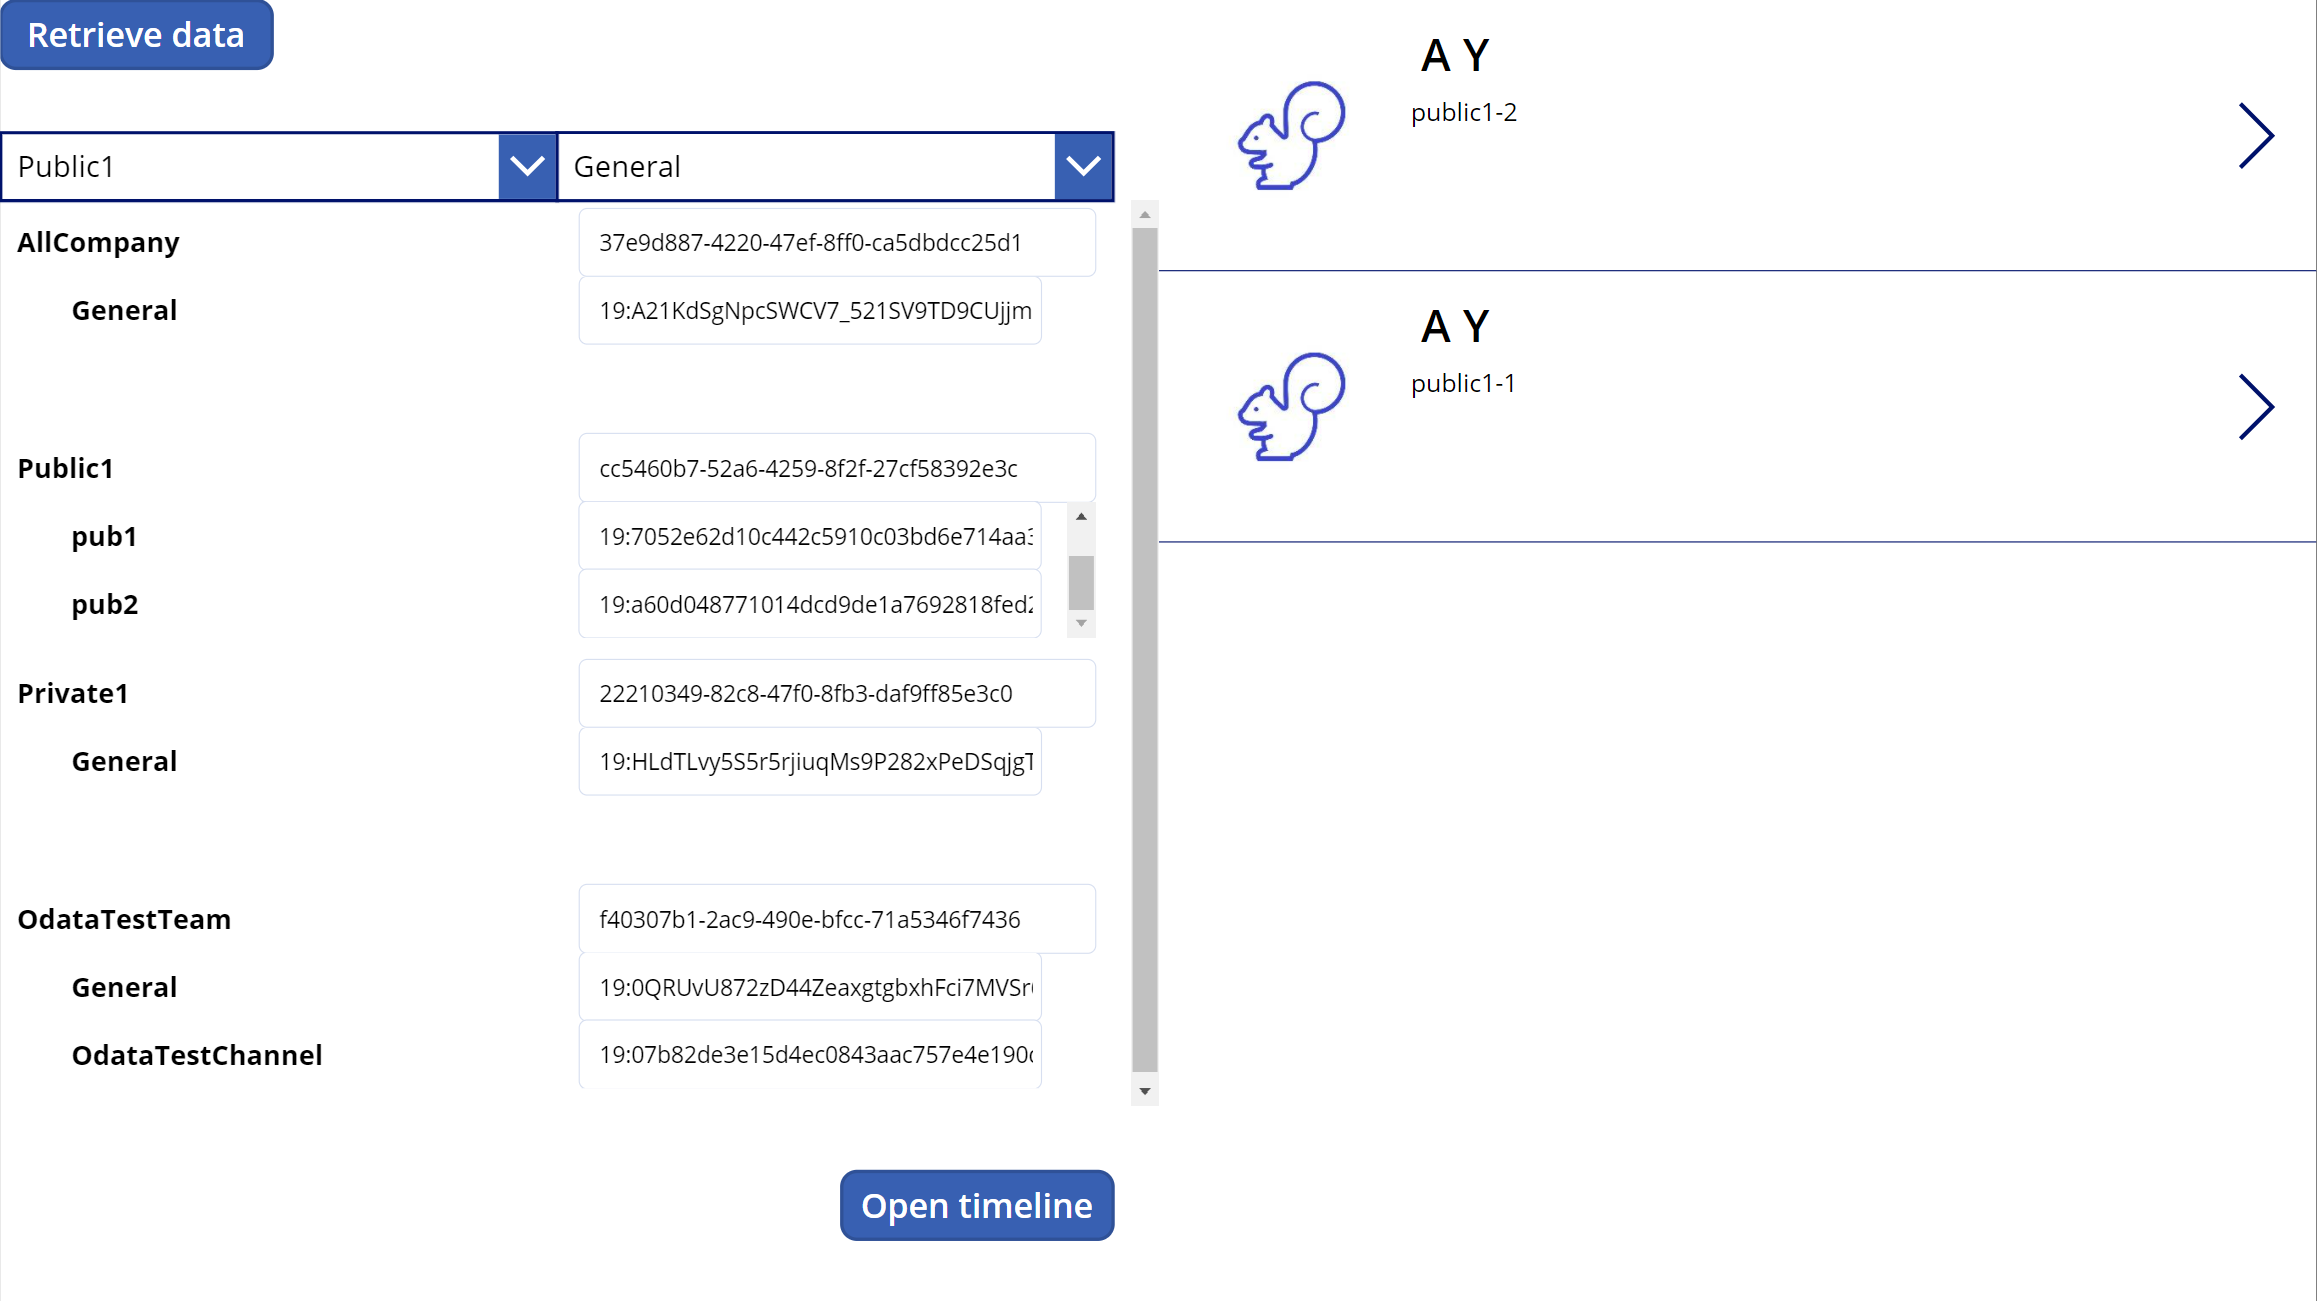 Retrieve data
Public1
General
AllCompany
37e9d887-4220-47ef-8ff0-ca5dbdcc25d1
General
19:A21KdSgNpcSWCV7_521SV9TD9CUjjm
Public1
cc5460b7-52a6-4259-8f2f-27cf58392e3c
pub1
19:7052e62d10c442c5910c03bd6e714aa3
pub2
19:a60d048771014dcd9de1a7692818fed2
Private1
22210349-82c8-47f0-8fb3-daf9ff85e3c0
General
19:HLdTLvy5S5r5rjiuqMs9P282xPeDSqjgT
OdataTestTeam
f40307b1-2ac9-490e-bfcc-71a5346f7436
General
19:0QRUvU872zD44ZeaxgtgbxhFci7MVSr
OdataTestChannel
19:07b82de3e15d4ec0843aac757e4e190
Open timeline
A Y
public1-2
A Y
public1-1